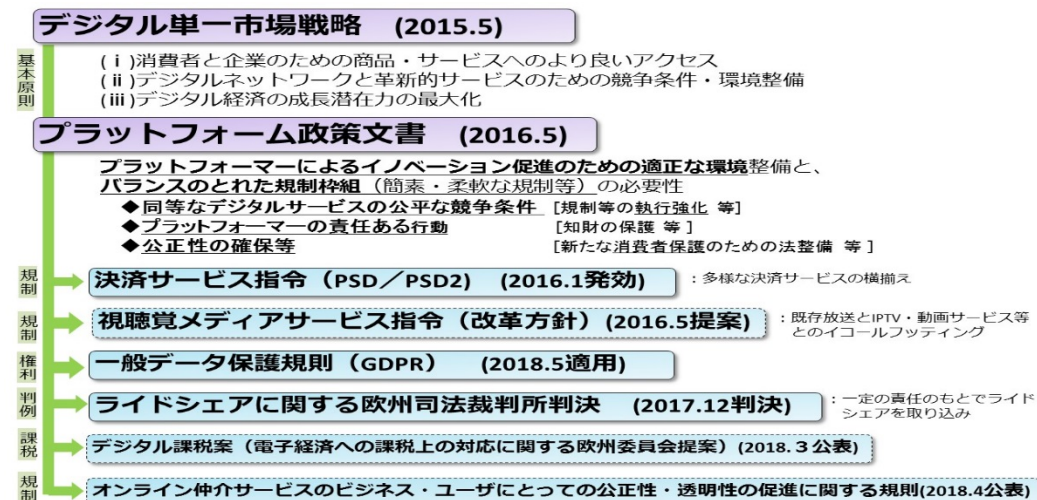 デジタル単一市場戦略 (2015.5)
基本原則
(ⅰ)消費者と企業のための商品・サービスへのより良いアクセス
(ⅱ)デジタルネットワークと革新的サービスのための競争条件・環境整備
(ⅲ)デジタル経済の成長潜在力の最大化
プラットフォーム政策文書 (2016.5)
プラットフォーマーによるイノベーション促進のための適正な環境整備と、
バランスのとれた規制枠組（簡素・柔軟な規制等）の必要性
◆同等なデジタルサービスの公平な競争条件 [規制等の執行強化 等]
◆プラットフォーマーの責任ある行動 [知財の保護 等]
◆公正性の確保等 [新たな消費者保護のための法整備 等]
規制
決済サービス指令（PSD／PSD2) (2016.1発効)
：多様な決済サービスの横揃え
規制
視聴覚メディアサービス指令（改革方針）(2016.5提案)
：既存放送とIPTV・動画サービス等
とのイコールフッティング
権利
一般データ保護規則（GDPR） (2018.5適用)
判例
ライドシェアに関する欧州司法裁判所判決 (2017.12判決)
：一定の責任のもとでライド
シェアを取り込み
課税
デジタル課税案（電子経済への課税上の対応に関する欧州委員会提案）(2018.３公表)
規制
オンライン仲介サービスのビジネス・ユーザにとっての公正性・透明性の促進に関する規則(2018.4公表)